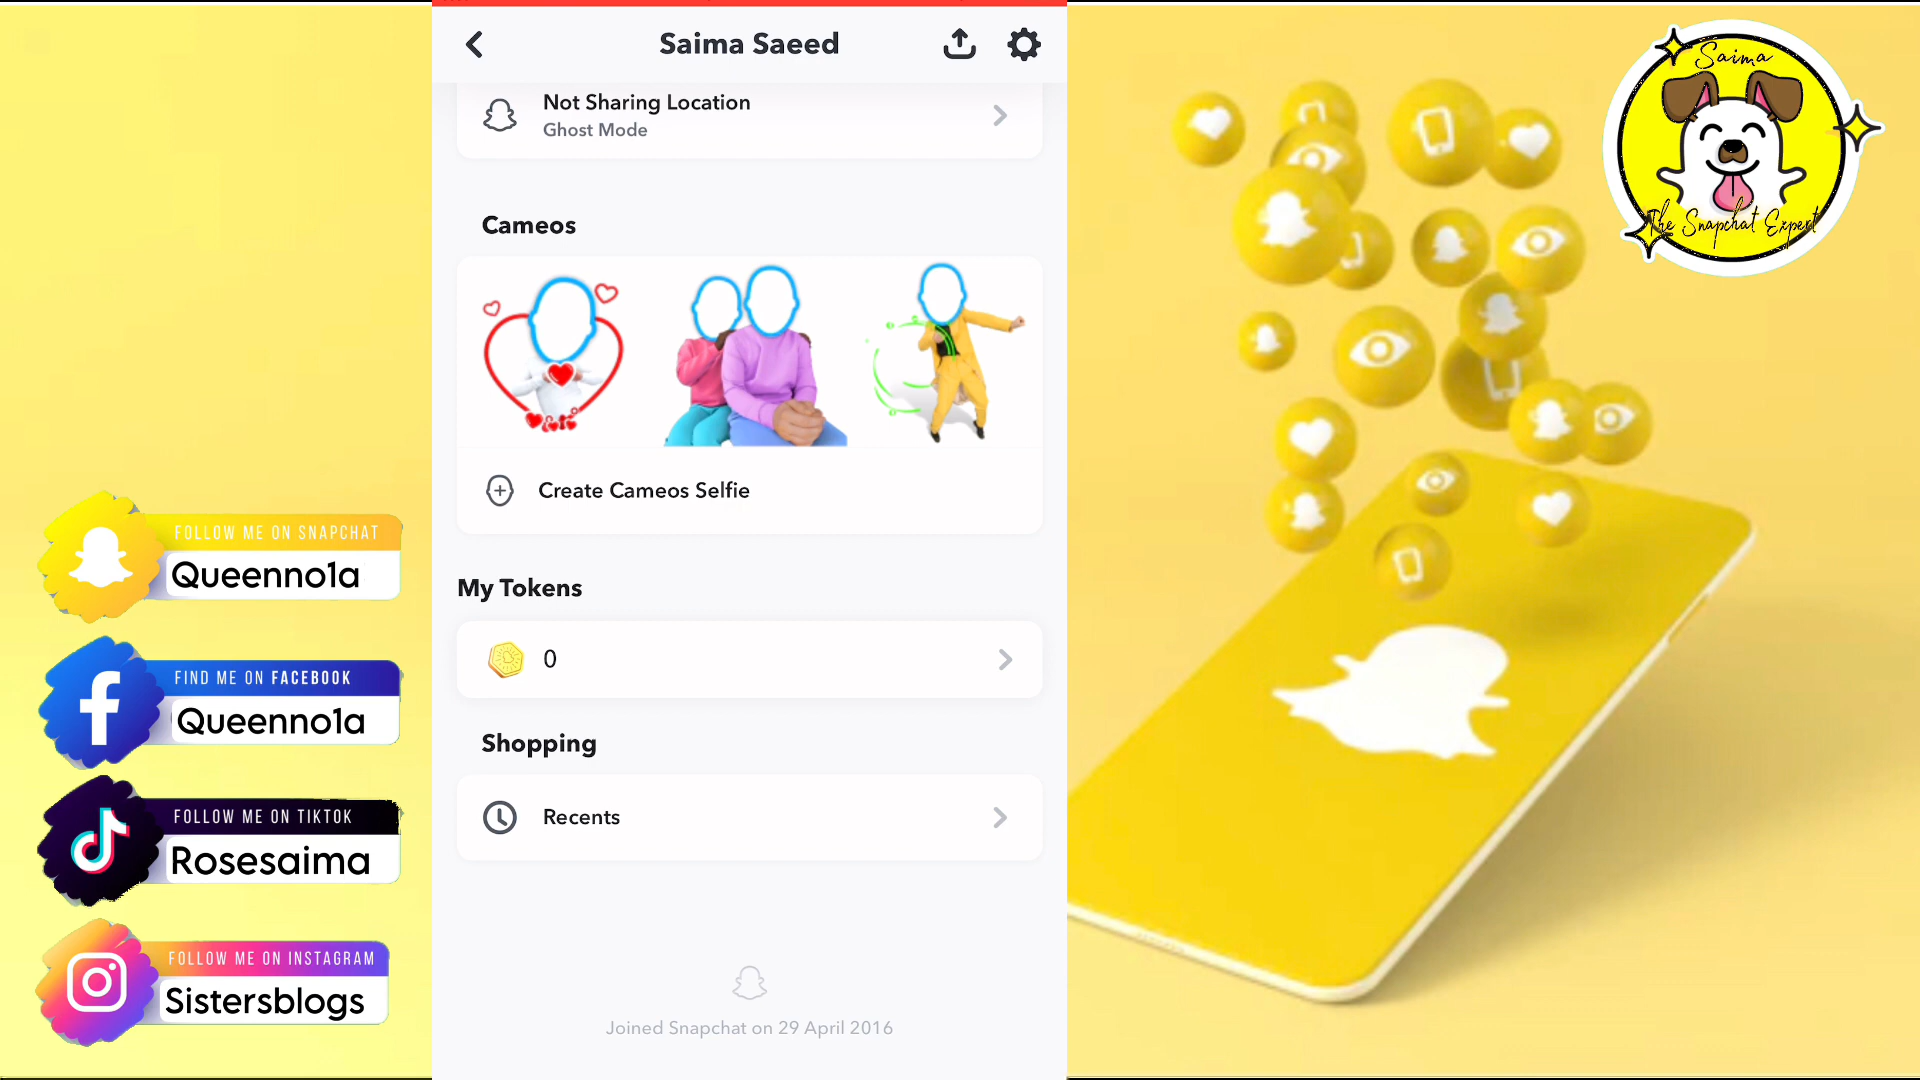 Saima Saeed
Not Sharing Location
Ghost Mode
Cameos
Create Cameos Selfie
My Tokens
0
Shopping
Recents
Joined Snapchat on 29 April 2016
FOLLOW ME ON SNAPCHAT
Queenno1a
FIND ME ON FACEBOOK
Queenno1a
FOLLOW ME ON TIKTOK
Rosesaima
FOLLOW ME ON INSTAGRAM
Sistersblogs
Saima
The Snapchat Expert